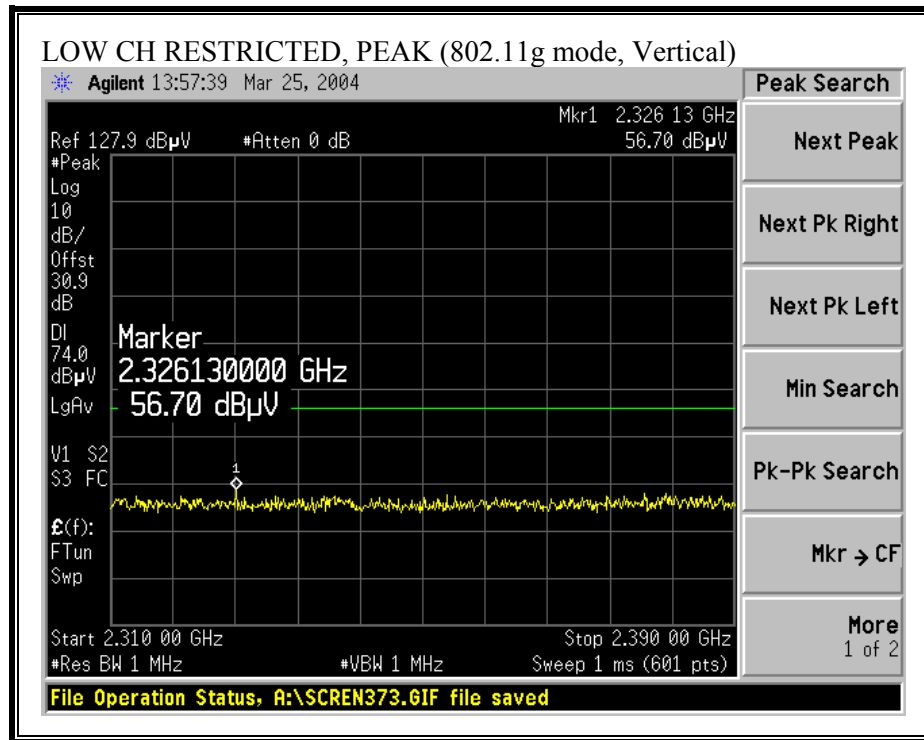 LOW CH RESTRICTED, PEAK (802.11g mode, Vertical)
Agilent 13:57:39 Mar 25, 2004
Peak Search
Mkr1 2.326 13 GHz
Ref 127.9 dBµV #Atten 0 dB 56.70 dBµV
#Peak
Log
10
dB/
Offst
30.9
dB
DI
74.0
dBµV
LgAv
V1 S2
S3 FC
£(f):
FTun
Swp
Marker
2.326130000 GHz
56.70 dBµV
1
Start 2.310 00 GHz Stop 2.390 00 GHz
#Res BW 1 MHz #VBW 1 MHz Sweep 1 ms (601 pts)
Next Peak
Next Pk Right
Next Pk Left
Min Search
Pk-Pk Search
Mkr → CF
More
1 of 2
File Operation Status, A:\SCREN373.GIF file saved